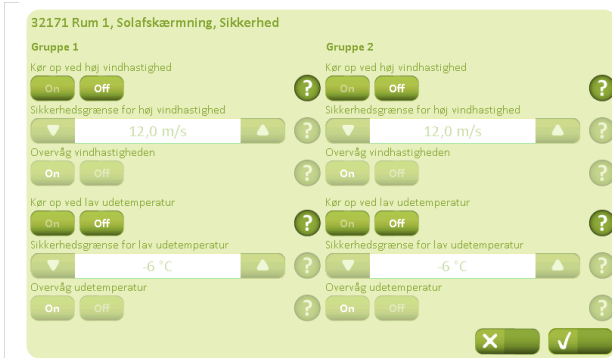 32171 Rum 1, Solafskærmning, Sikkerhed
Gruppe 1
Kør op ved høj vindhastighed
On Off ?
Sikkerhedsgrænse for høj vindhastighed
12,0 m/s ?
Overvåg vindhastigheden
On Off ?
Kør op ved lav udetemperatur
On Off ?
Sikkerhedsgrænse for lav udetemperatur
-6 °C ?
Overvåg udetemperatur
On Off ?
Gruppe 2
Kør op ved høj vindhastighed
On Off ?
Sikkerhedsgrænse for høj vindhastighed
12,0 m/s ?
Overvåg vindhastigheden
On Off ?
Kør op ved lav udetemperatur
On Off ?
Sikkerhedsgrænse for lav udetemperatur
-6 °C ?
Overvåg udetemperatur
On Off ?